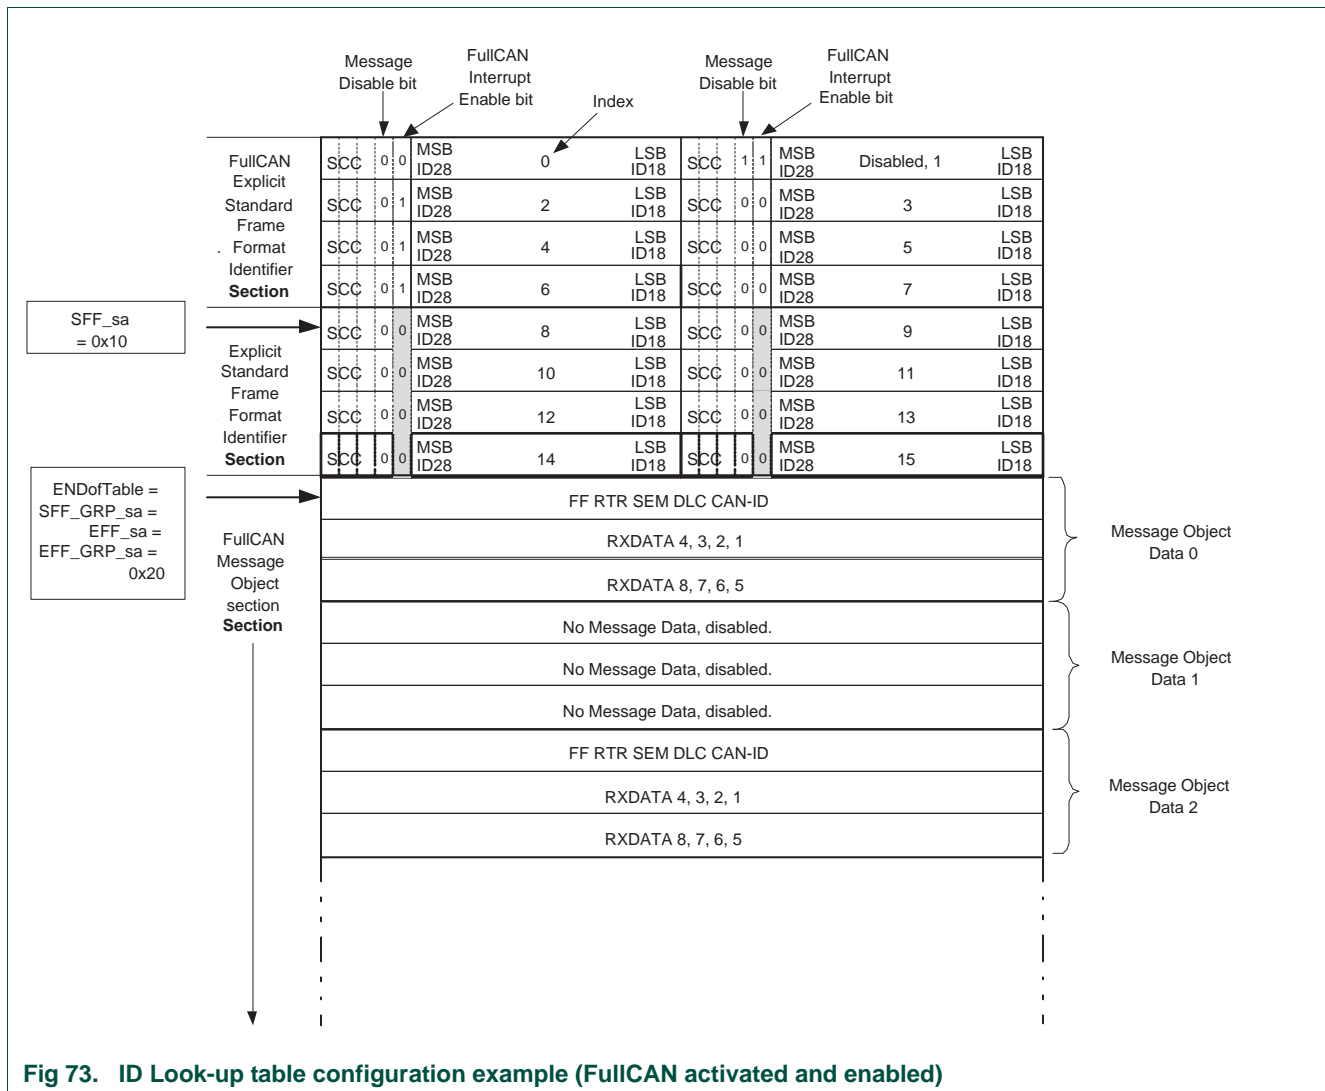 Message
Disable bit
FullCAN
Interrupt
Enable bit
Index
Message
Disable bit
FullCAN
Interrupt
Enable bit
FullCAN
Explicit
Standard
Frame
. Format
Identifier
Section
SCC 0 0 MSB ID28 0 LSB ID18 SCC 1 1 MSB ID28 Disabled, 1 LSB ID18
SCC 0 1 MSB ID28 2 LSB ID18 SCC 0 0 MSB ID28 3 LSB ID18
SCC 0 1 MSB ID28 4 LSB ID18 SCC 0 0 MSB ID28 5 LSB ID18
SCC 0 1 MSB ID28 6 LSB ID18 SCC 0 0 MSB ID28 7 LSB ID18
SFF_sa
= 0x10
Explicit
Standard
Frame
Format
Identifier
Section
SCC 0 0 MSB ID28 8 LSB ID18 SCC 0 0 MSB ID28 9 LSB ID18
SCC 0 0 MSB ID28 10 LSB ID18 SCC 0 0 MSB ID28 11 LSB ID18
SCC 0 0 MSB ID28 12 LSB ID18 SCC 0 0 MSB ID28 13 LSB ID18
SCC 0 0 MSB ID28 14 LSB ID18 SCC 0 0 MSB ID28 15 LSB ID18
ENDofTable =
SFF_GRP_sa =
EFF_sa =
EFF_GRP_sa =
0x20
FullCAN
Message
Object
section
Section
FF RTR SEM DLC CAN-ID
RXDATA 4, 3, 2, 1
RXDATA 8, 7, 6, 5
Message Object
Data 0
No Message Data, disabled.
No Message Data, disabled.
No Message Data, disabled.
Message Object
Data 1
FF RTR SEM DLC CAN-ID
RXDATA 4, 3, 2, 1
RXDATA 8, 7, 6, 5
Message Object
Data 2
Fig 73. ID Look-up table configuration example (FullCAN activated and enabled)